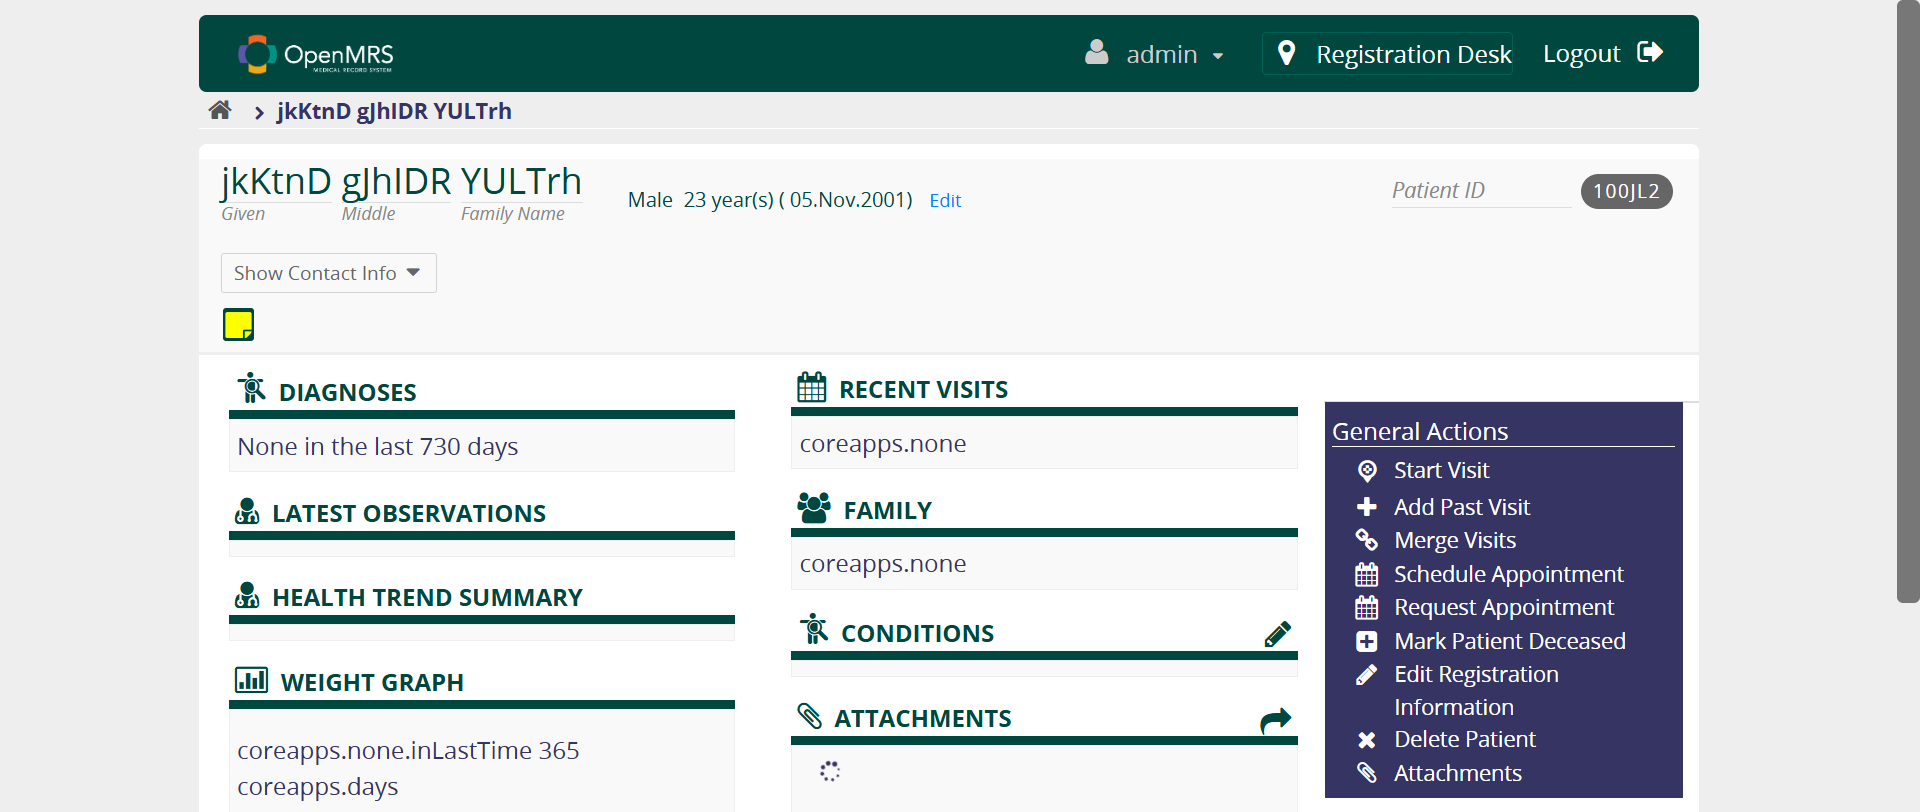 OpenMRS
MEDICAL RECORD SYSTEM
admin
Registration Desk
Logout
jkKtnD gJhIDR YULTrh
jkKtnD gJhIDR YULTrh
Given Middle Family Name
Male 23 year(s) ( 05.Nov.2001) Edit
Patient ID 100JL2
Show Contact Info
DIAGNOSES
None in the last 730 days
LATEST OBSERVATIONS
HEALTH TREND SUMMARY
WEIGHT GRAPH
coreapps.none.inLastTime 365
coreapps.days
RECENT VISITS
coreapps.none
FAMILY
coreapps.none
CONDITIONS
ATTACHMENTS
General Actions
Start Visit
Add Past Visit
Merge Visits
Schedule Appointment
Request Appointment
Mark Patient Deceased
Edit Registration
Information
Delete Patient
Attachments